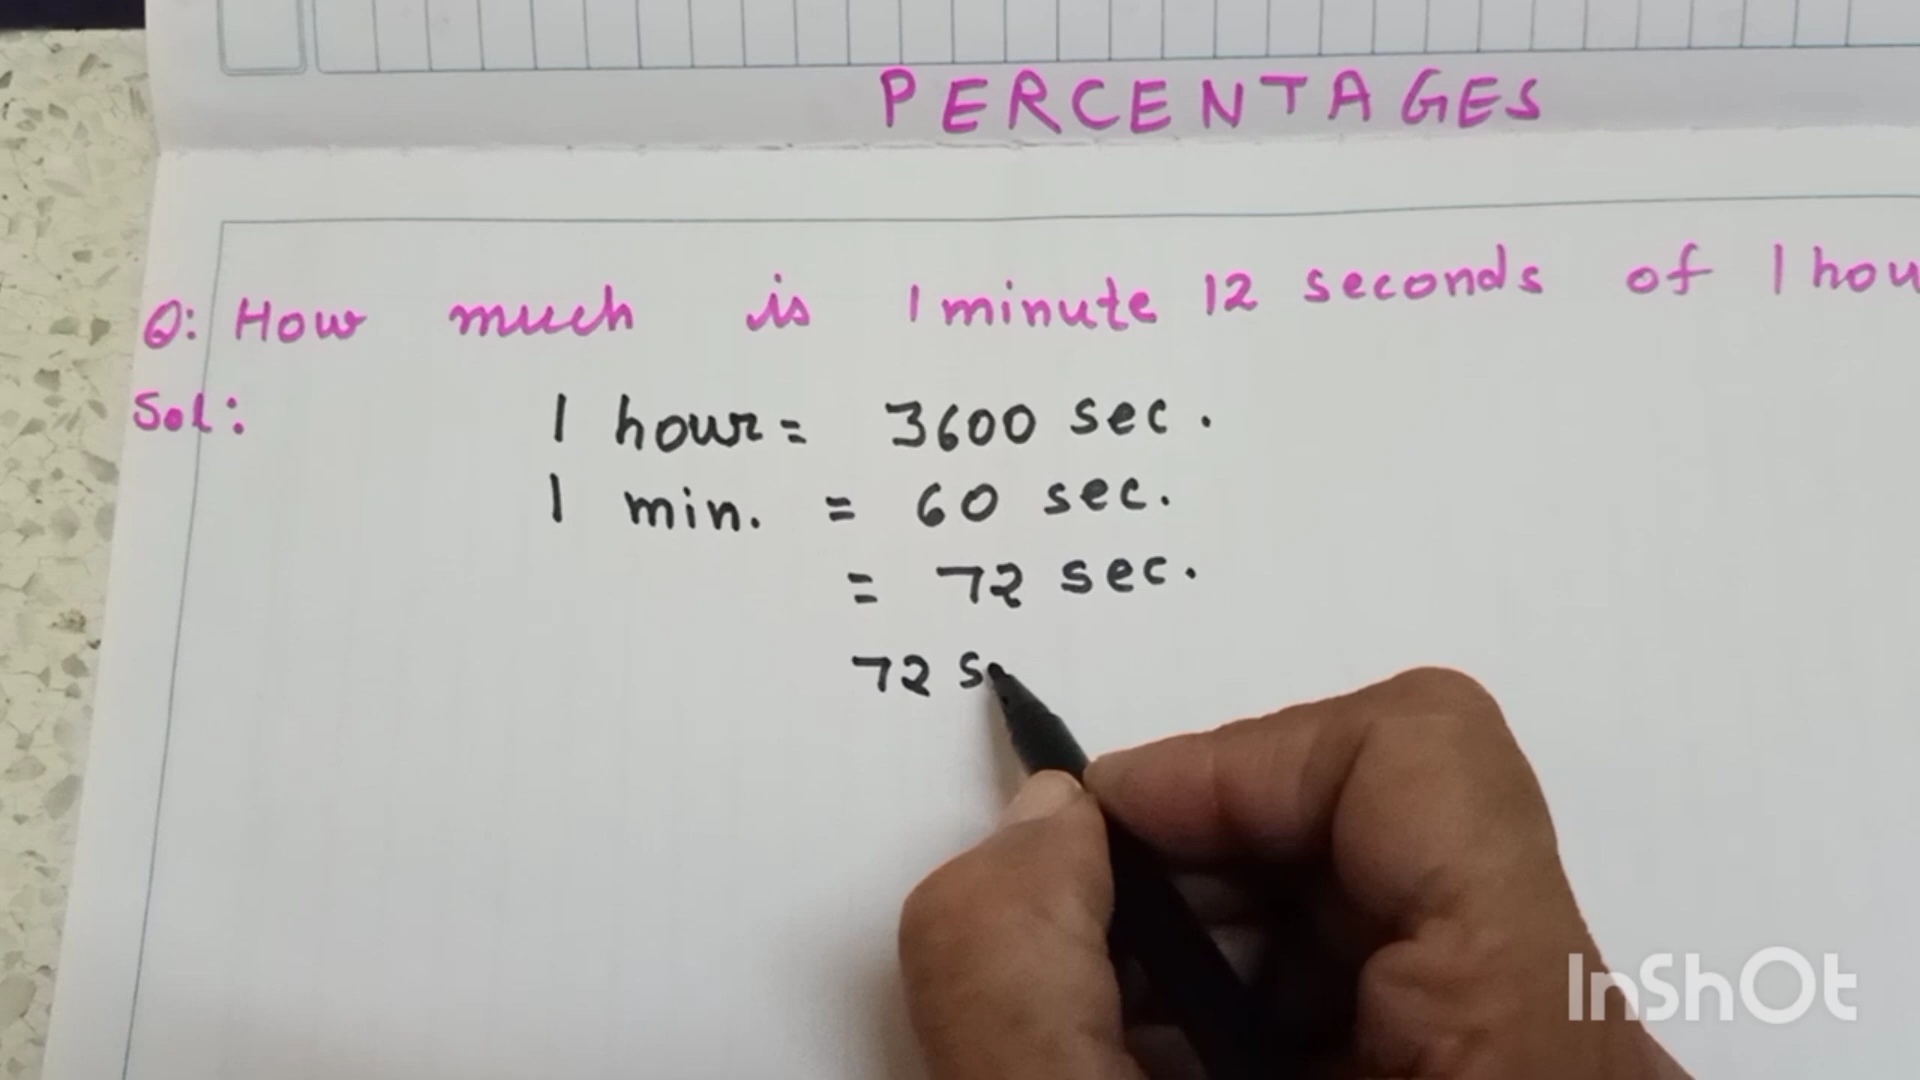 PERCENTAGES
Q: How much is 1 minute 12 seconds of 1 hou
Sol:
1 hour = 3600 sec.
1 min. = 60 sec.
= 72 sec.
72 s
InShOt